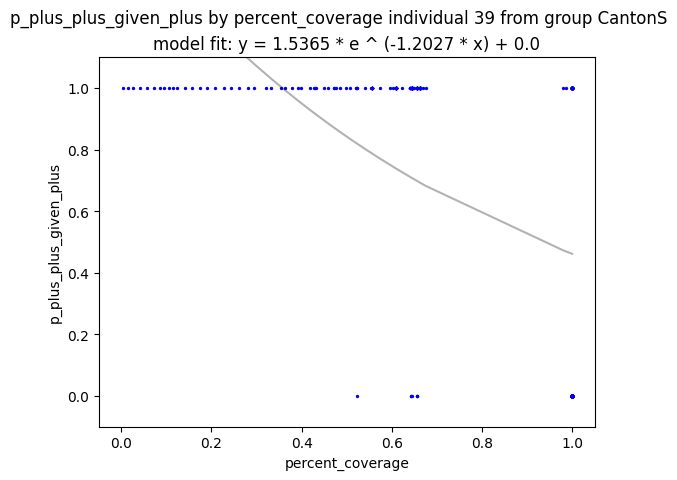 p_plus_plus_given_plus by percent_coverage individual 39 from group CantonS
model fit: y = 1.5365 * e ^ (-1.2027 * x) + 0.0
1.0
0.8
0.6
0.4
0.2
0.0
p_plus_plus_given_plus
0.0 0.2 0.4 0.6 0.8 1.0
percent_coverage